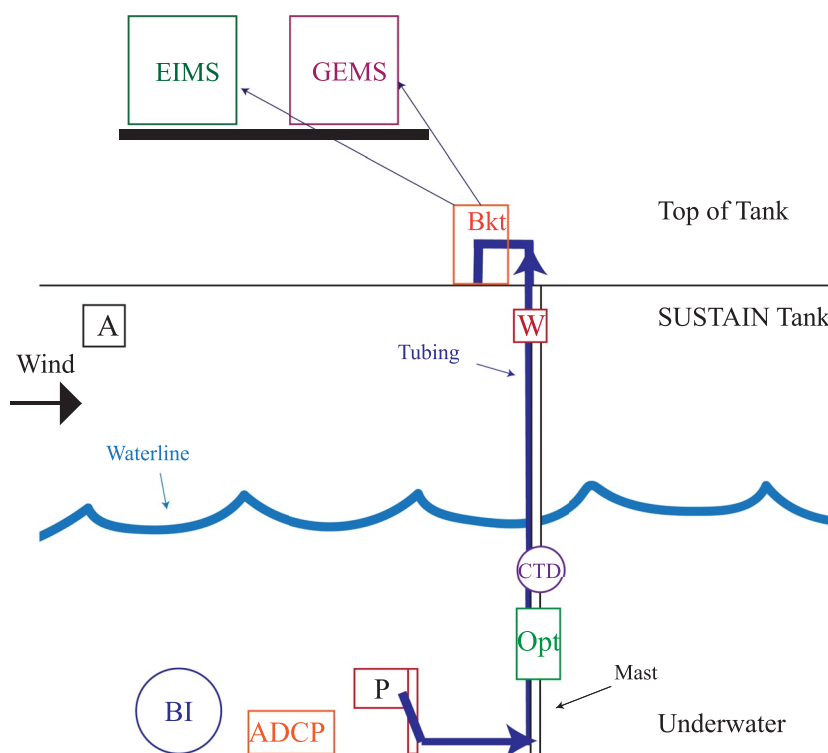 EIMS
GEMS
Bkt
Top of Tank
A
W
SUSTAIN Tank
Wind
Tubing
Waterline
CTD
Opt
P
Mast
BI
ADCP
Underwater